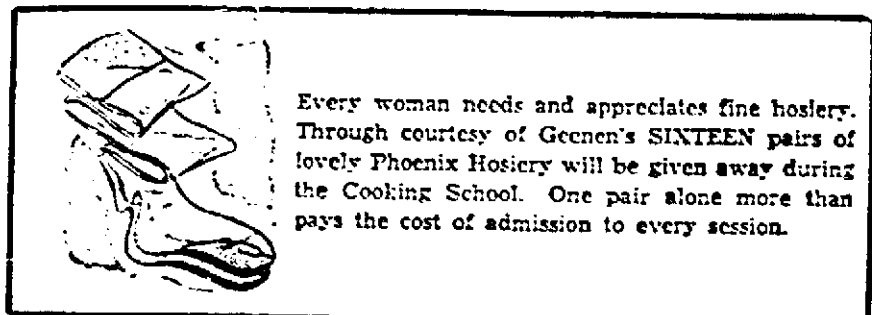 Every woman needs and appreciates fine hosiery.
Through courtesy of Geenen's SIXTEEN pairs of
lovely Phoenix Hosiery will be given away during
the Cooking School. One pair alone more than
pays the cost of admission to every session.